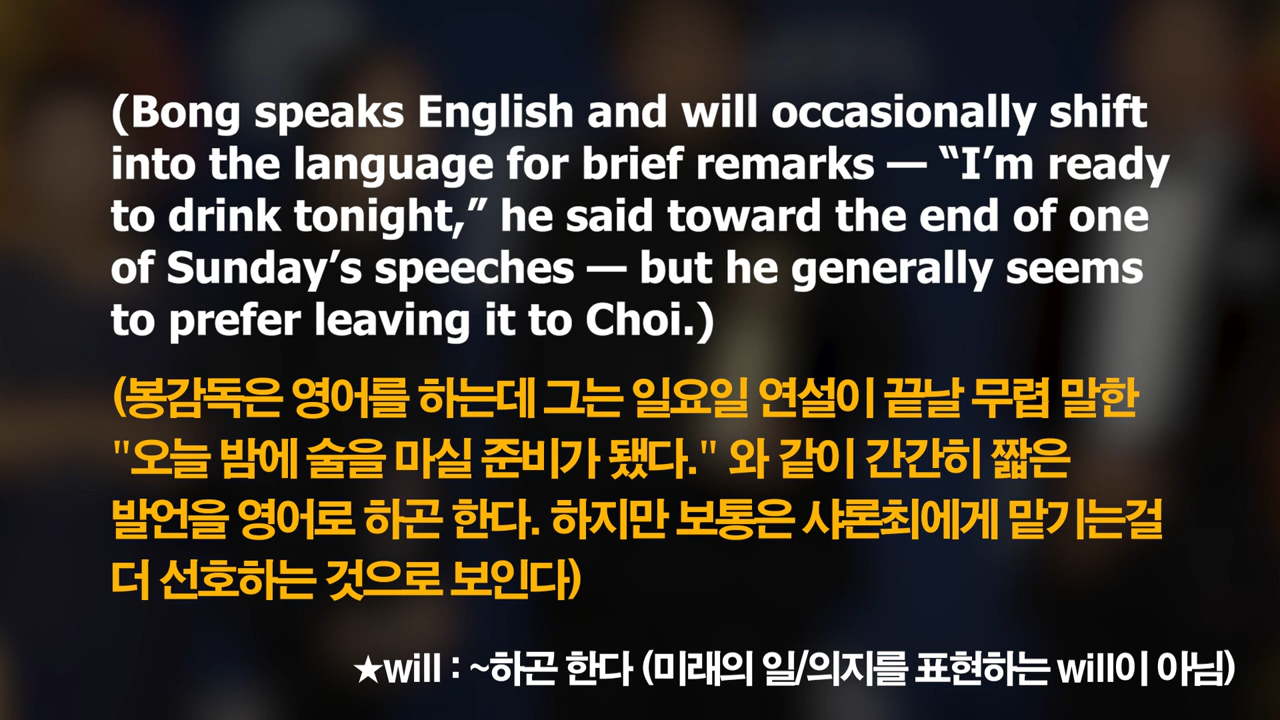 (Bong speaks English and will occasionally shift
into the language for brief remarks — “I’m ready
to drink tonight,” he said toward the end of one
of Sunday’s speeches — but he generally seems
to prefer leaving it to Choi.)
(봉감독은 영어를 하는데 그는 일요일 연설이 끝날 무렵 말한
"오늘 밤에 술을 마실 준비가 됐다." 와 같이 간간히 짧은
발언을 영어로 하곤 한다. 하지만 보통은 샤론최에게 맡기는걸
더 선호하는 것으로 보인다)
★will : ~하곤 한다 (미래의 일/의지를 표현하는 will이 아님)